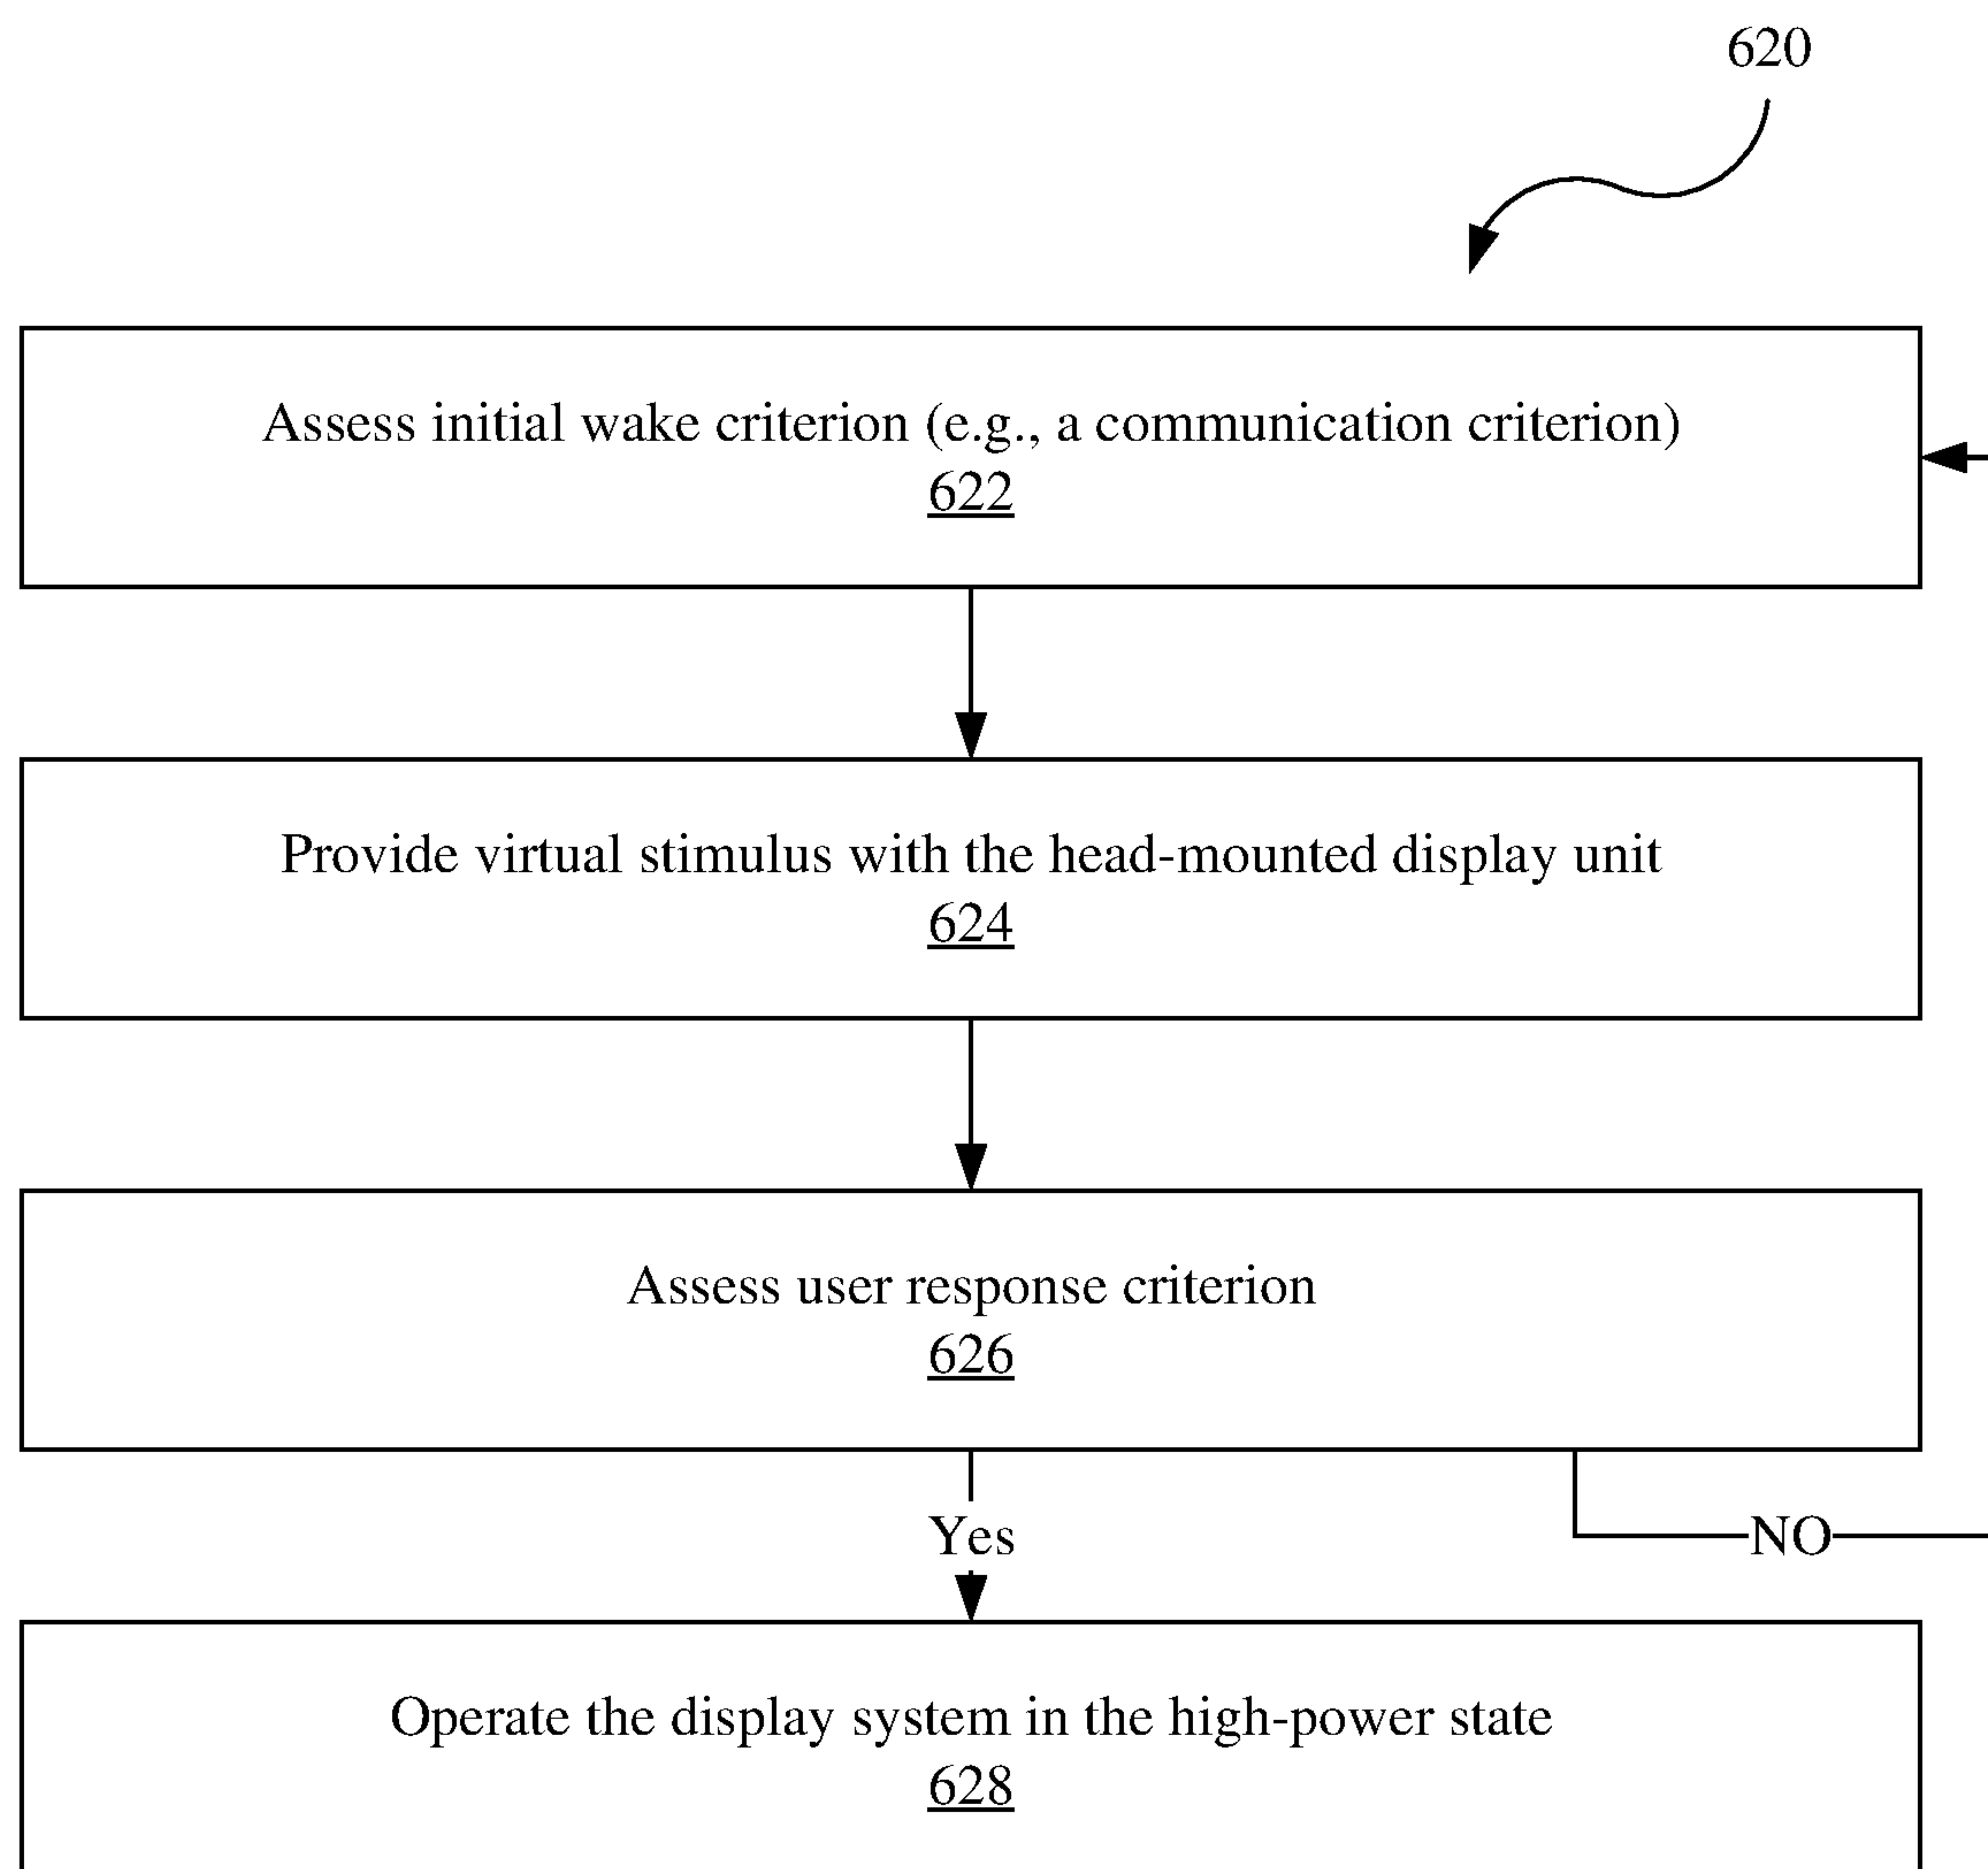 620
Assess initial wake criterion (e.g., a communication criterion)
622
Provide virtual stimulus with the head-mounted display unit
624
Assess user response criterion
626
Yes
NO
Operate the display system in the high-power state
628